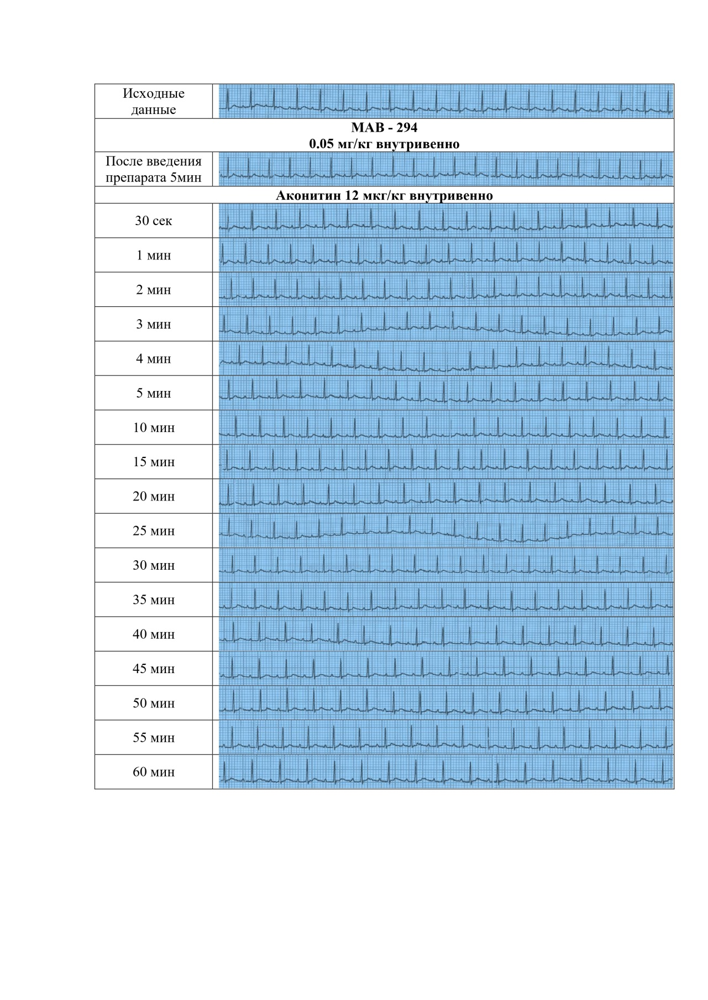 Исходные
данные
МАВ - 294
0.05 мг/кг внутривенно
После введения
препарата 5мин
Аконитин 12 мкг/кг внутривенно
30 сек
1 мин
2 мин
3 мин
4 мин
5 мин
10 мин
15 мин
20 мин
25 мин
30 мин
35 мин
40 мин
45 мин
50 мин
55 мин
60 мин